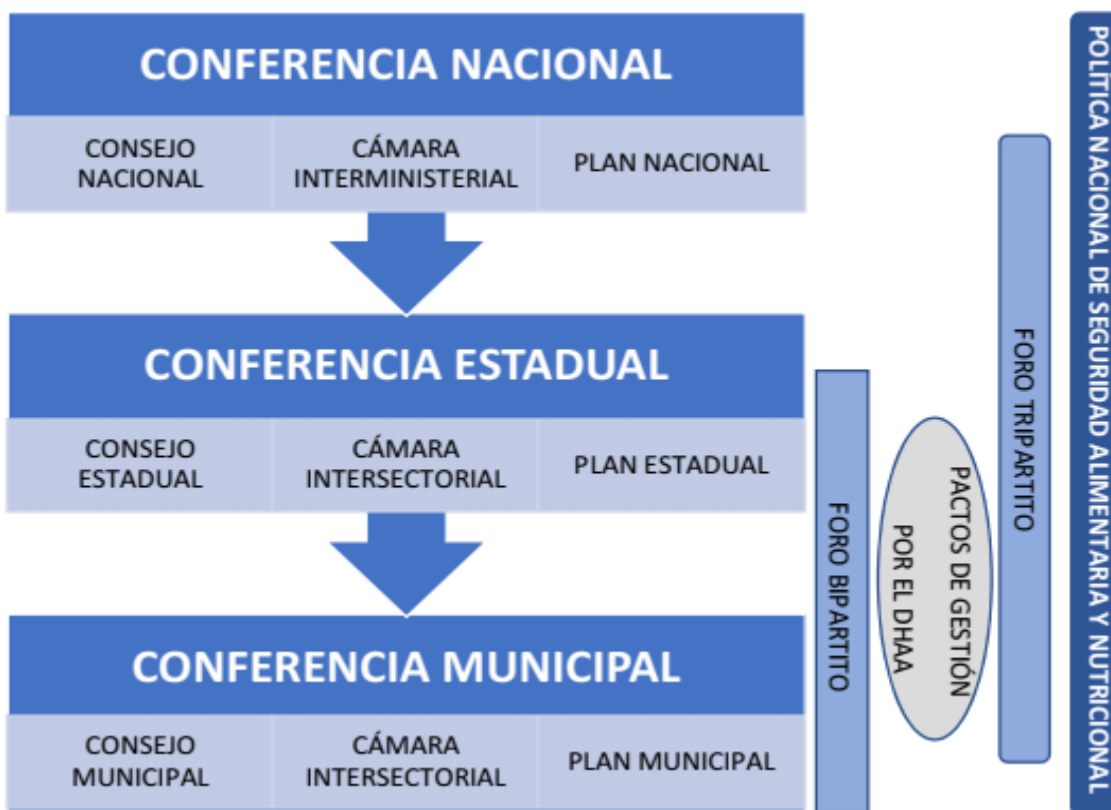 CONFERENCIA NACIONAL
CONSEJO
NACIONAL
CÁMARA
INTERMINISTERIAL
PLAN NACIONAL
CONFERENCIA ESTADUAL
CONSEJO
ESTADUAL
CÁMARA
INTERSECTORIAL
PLAN ESTADUAL
CONFERENCIA MUNICIPAL
CONSEJO
MUNICIPAL
CÁMARA
INTERSECTORIAL
PLAN MUNICIPAL
FORO BIPARTITO
PACTOS DE GESTIÓN
POR EL DHAA
FORO TRIPARTITO
POLÍTICA NACIONAL DE SEGURIDAD ALIMENTARIA Y NUTRICIONAL